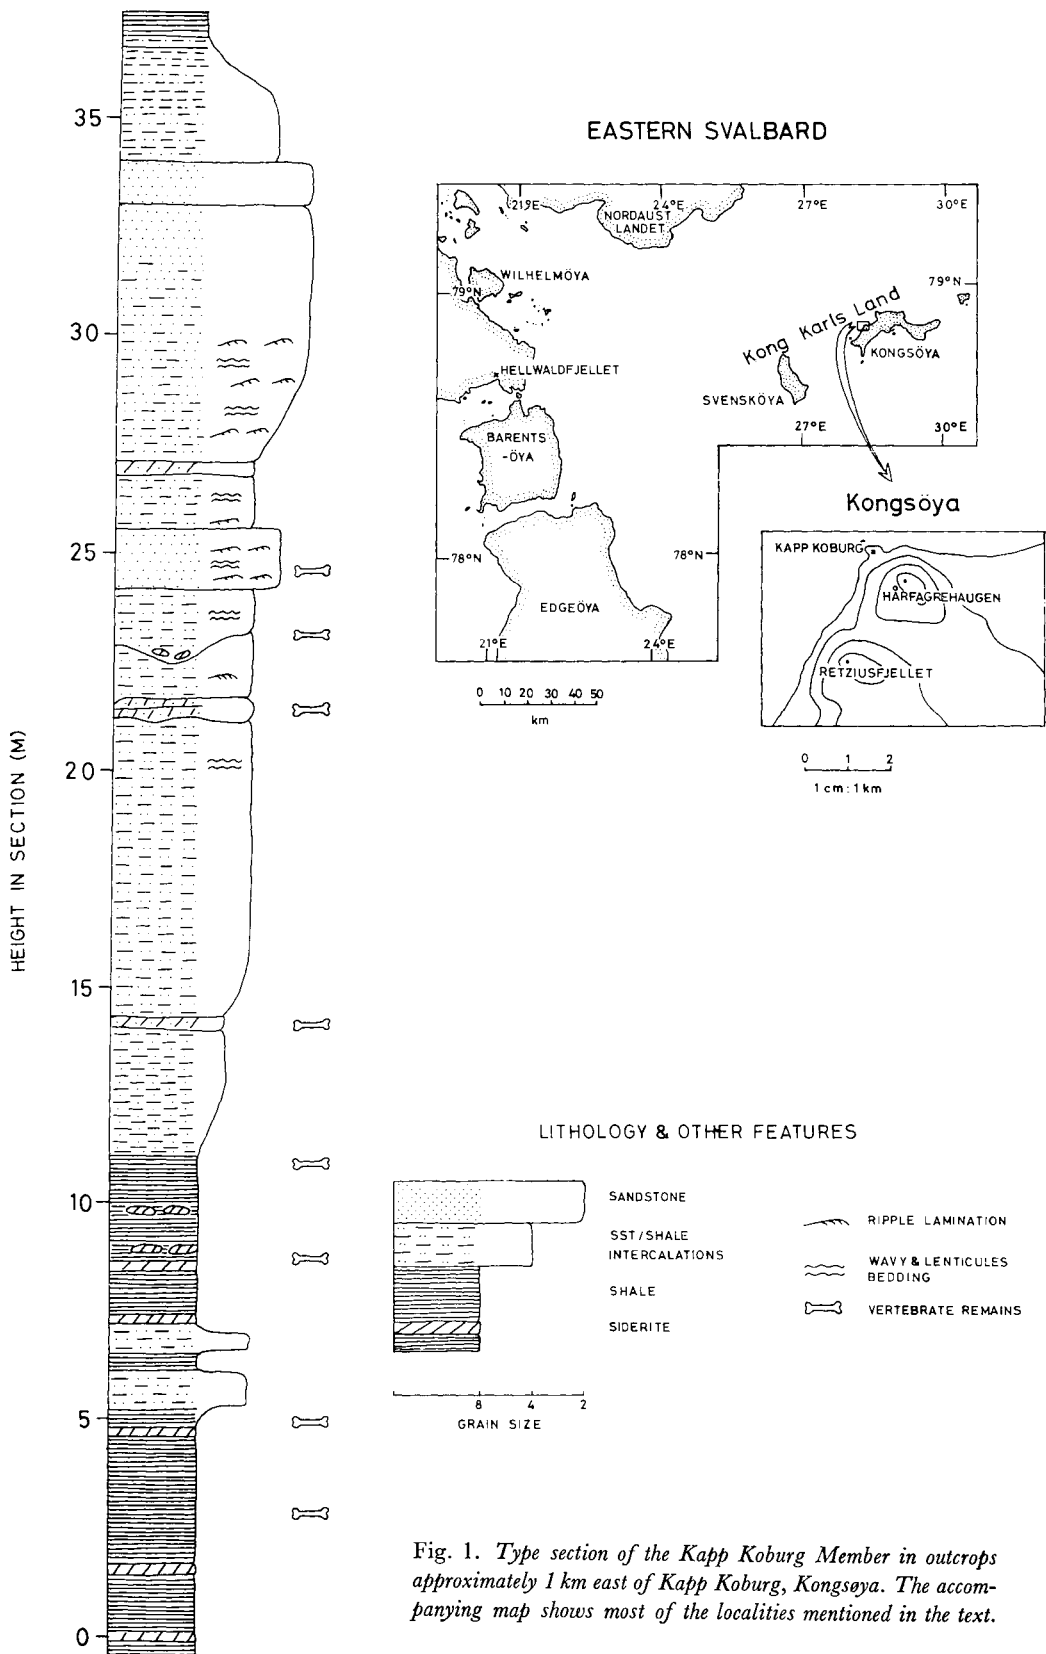 35
30
25
20
15
10
5
0
HEIGHT IN SECTION (M)
EASTERN SVALBARD
21°E
24°E
27°E
30°E
NORDAUST
LANDET
WILHELMÖYA
79°N
79°N
Kong Karls Land
KONGSÖYA
HELLWALDFJELLET
SVENSKÖYA
BARENTS
-ÖYA
27°E
30°E
78°N
78°N
EDGEÖYA
21°E
24°E
0 10 20 30 40 50
km
Kongsöya
KAPP KOBURG
HÅRFAGREHAUGEN
RETZIUSFJELLET
0 1 2
1 cm : 1 km
LITHOLOGY & OTHER FEATURES
SANDSTONE
SST/SHALE
INTERCALATIONS
SHALE
SIDERITE
RIPPLE LAMINATION
WAVY & LENTICULES
BEDDING
VERTEBRATE REMAINS
8 4 2
GRAIN SIZE
Fig. 1. Type section of the Kapp Koburg Member in outcrops
approximately 1 km east of Kapp Koburg, Kongsøya. The accom-
panying map shows most of the localities mentioned in the text.